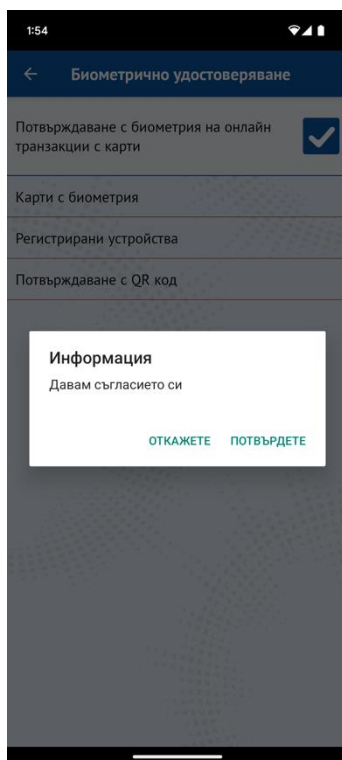 1:54
Биометрично удостоверяване
Потвърждаване с биометрия на онлайн
транзакции с карти
Карти с биометрия
Регистрирани устройства
Потвърждаване с QR код
Информация
Давам съгласието си
ОТКАЖЕТЕ ПОТВЪРДЕТЕ